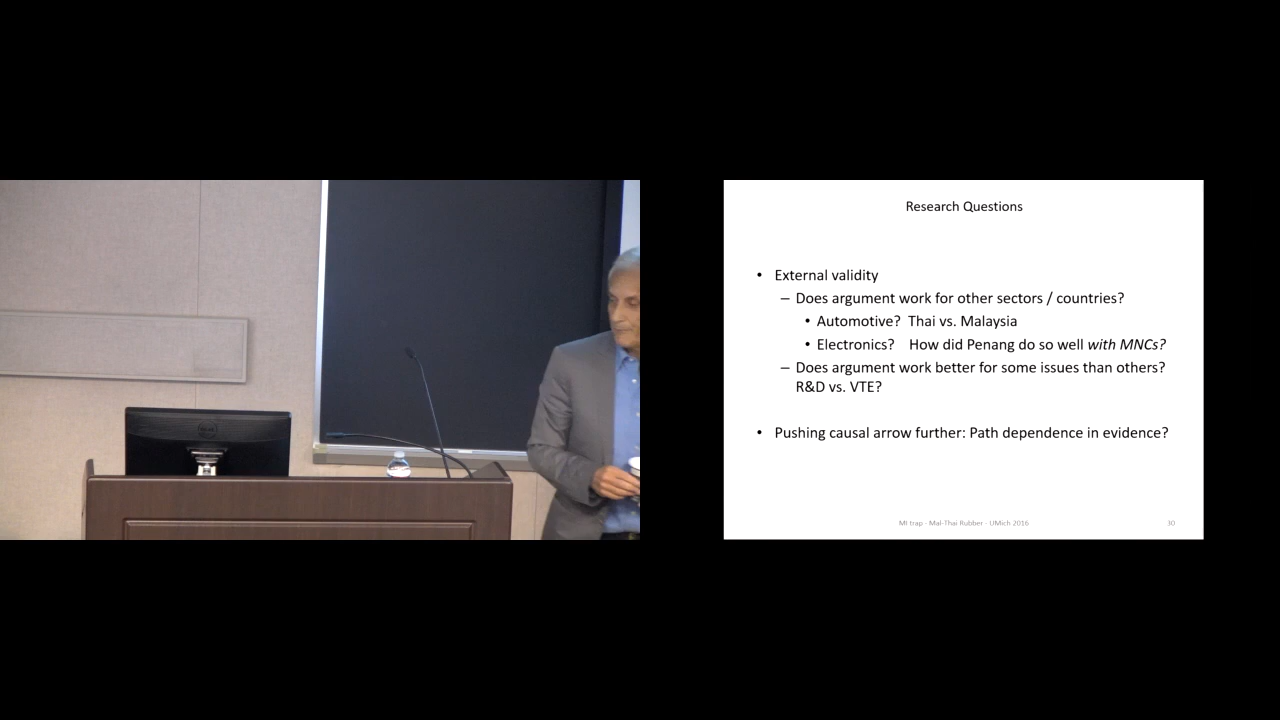 Research Questions
• External validity
– Does argument work for other sectors / countries?
• Automotive? Thai vs. Malaysia
• Electronics? How did Penang do so well with MNCs?
– Does argument work better for some issues than others?
R&D vs. VTE?
• Pushing causal arrow further: Path dependence in evidence?
MI trap - Mal-Thai Rubber - UMich 2016
30